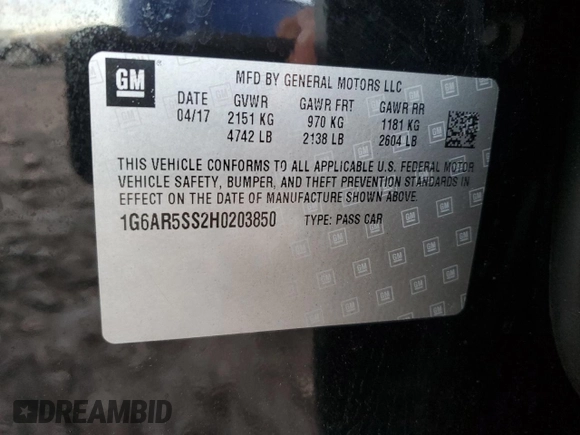 GM
MFD BY GENERAL MOTORS LLC
DATE GVWR GAWR FRT GAWR RR
04/17 2151 KG 970 KG 1181 KG
4742 LB 2138 LB 2604 LB
THIS VEHICLE CONFORMS TO ALL APPLICABLE U.S. FEDERAL MOTOR
VEHICLE SAFETY, BUMPER, AND THEFT PREVENTION STANDARDS IN
EFFECT ON THE DATE OF MANUFACTURE SHOWN ABOVE.
1G6AR5SS2H0203850 TYPE: PASS CAR
DREAMBID